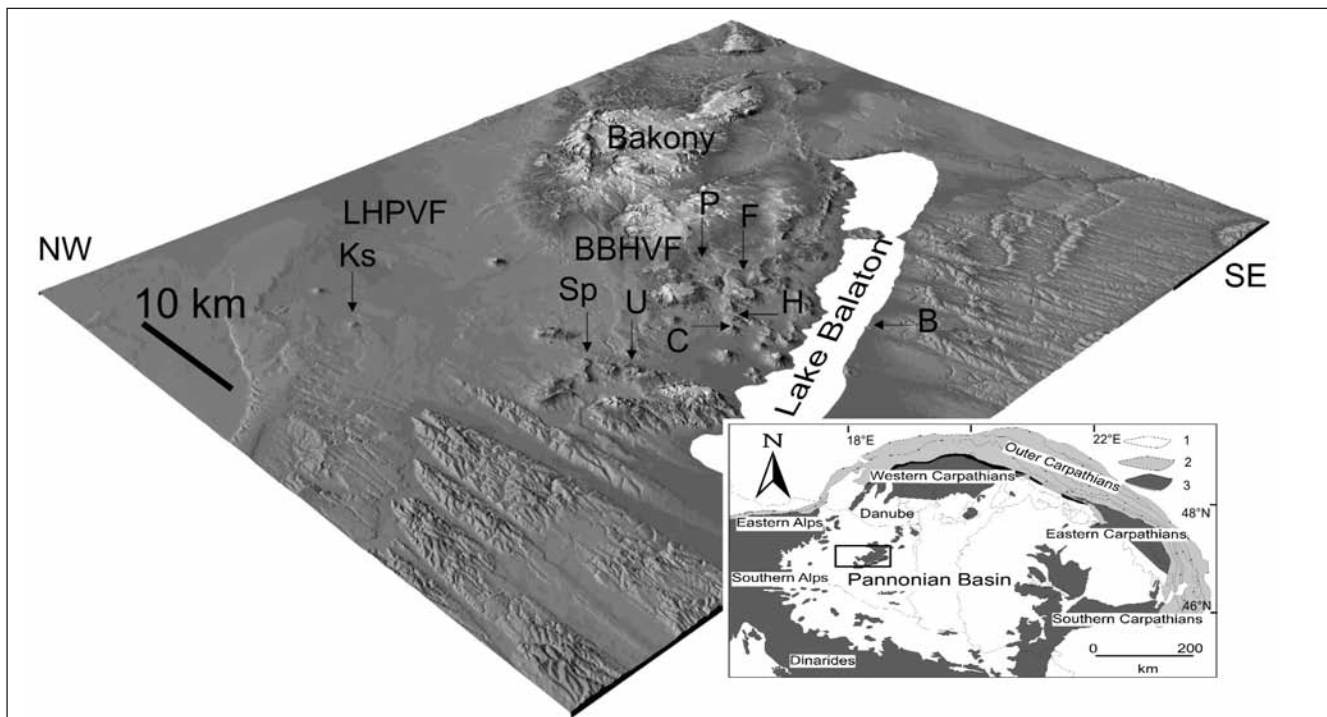 Bakony
LHPVF
P
F
NW
Ks
BBHVF
SE
10 km
Sp
U
H
C
B
Lake Balaton
N
18°E
22°E
1
2
3
Outer Carpathians
Western Carpathians
Danube
48°N
Eastern Alps
Eastern Carpathians
Southern Alps
Pannonian Basin
46°N
Southern Carpathians
Dinarides
0
200
km